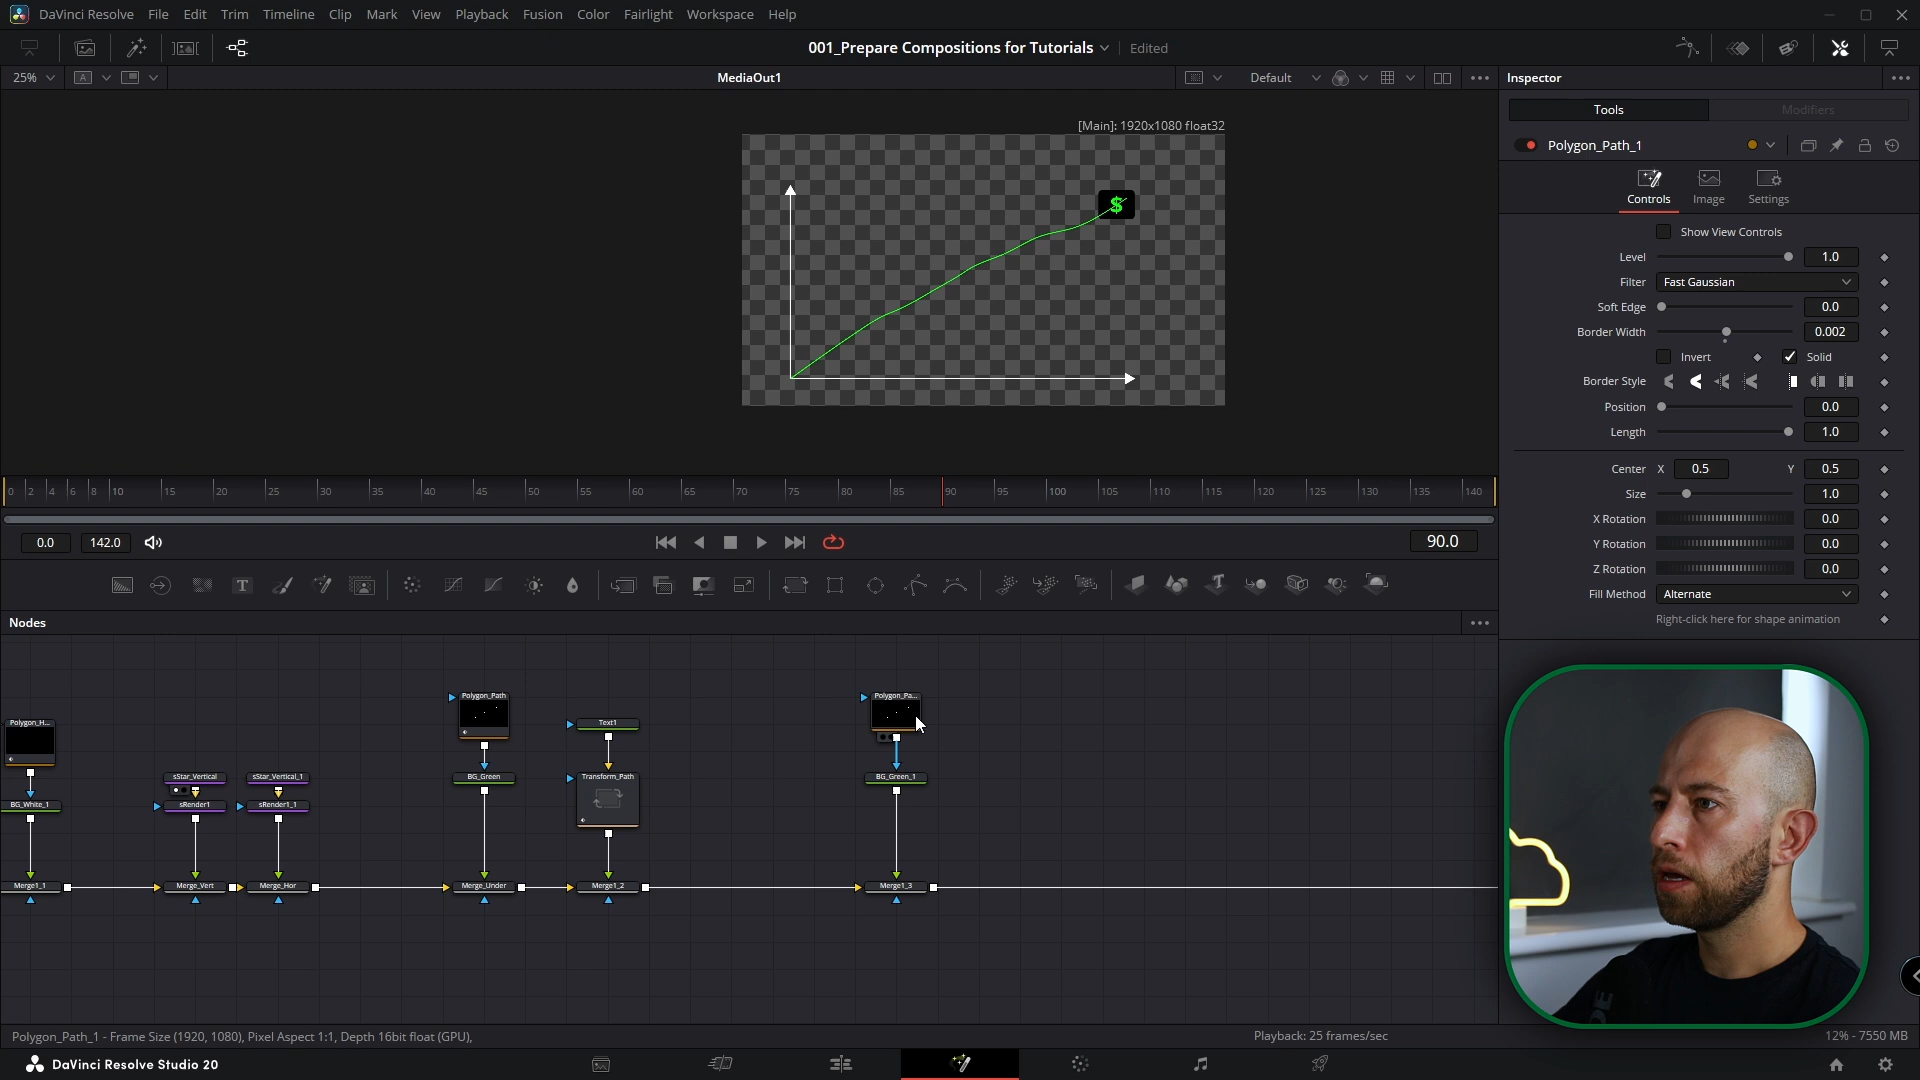 DaVinci Resolve File Edit Trim Timeline Clip Mark View Playback Fusion Color Fairlight Workspace Help
001_Prepare Compositions for Tutorials Edited
25% A MediaOut1 Default Inspector
Tools Modifiers
[Main]: 1920x1080 float32
Polygon_Path_1
Controls Image Settings
$
Show View Controls
Level 1.0
Filter Fast Gaussian
Soft Edge 0.0
Border Width 0.002
Invert Solid
Border Style
Position 0.0
Length 1.0
Center X 0.5 Y 0.5
Size 1.0
X Rotation 0.0
Y Rotation 0.0
Z Rotation 0.0
Fill Method Alternate
Right-click here for shape animation
0 2 4 6 8 10 15 20 25 30 35 40 45 50 55 60 65 70 75 80 85 90 95 100 105 110 115 120 125 130 135 140
0.0 142.0 90.0
T
Nodes
Polygon_Path Polygon_Pa...
Polygon_H... Text1
sStar_Vertical sStar_Vertical_1 BG_Green Transform_Path BG_Green_1
BG_White_1 sRender1 sRender1_1
Merge1_1 Merge_Vert Merge_Hor Merge_Under Merge1_2 Merge1_3
Polygon_Path_1 - Frame Size (1920, 1080), Pixel Aspect 1:1, Depth 16bit float (GPU), Playback: 25 frames/sec 12% - 7550 MB
DaVinci Resolve Studio 20